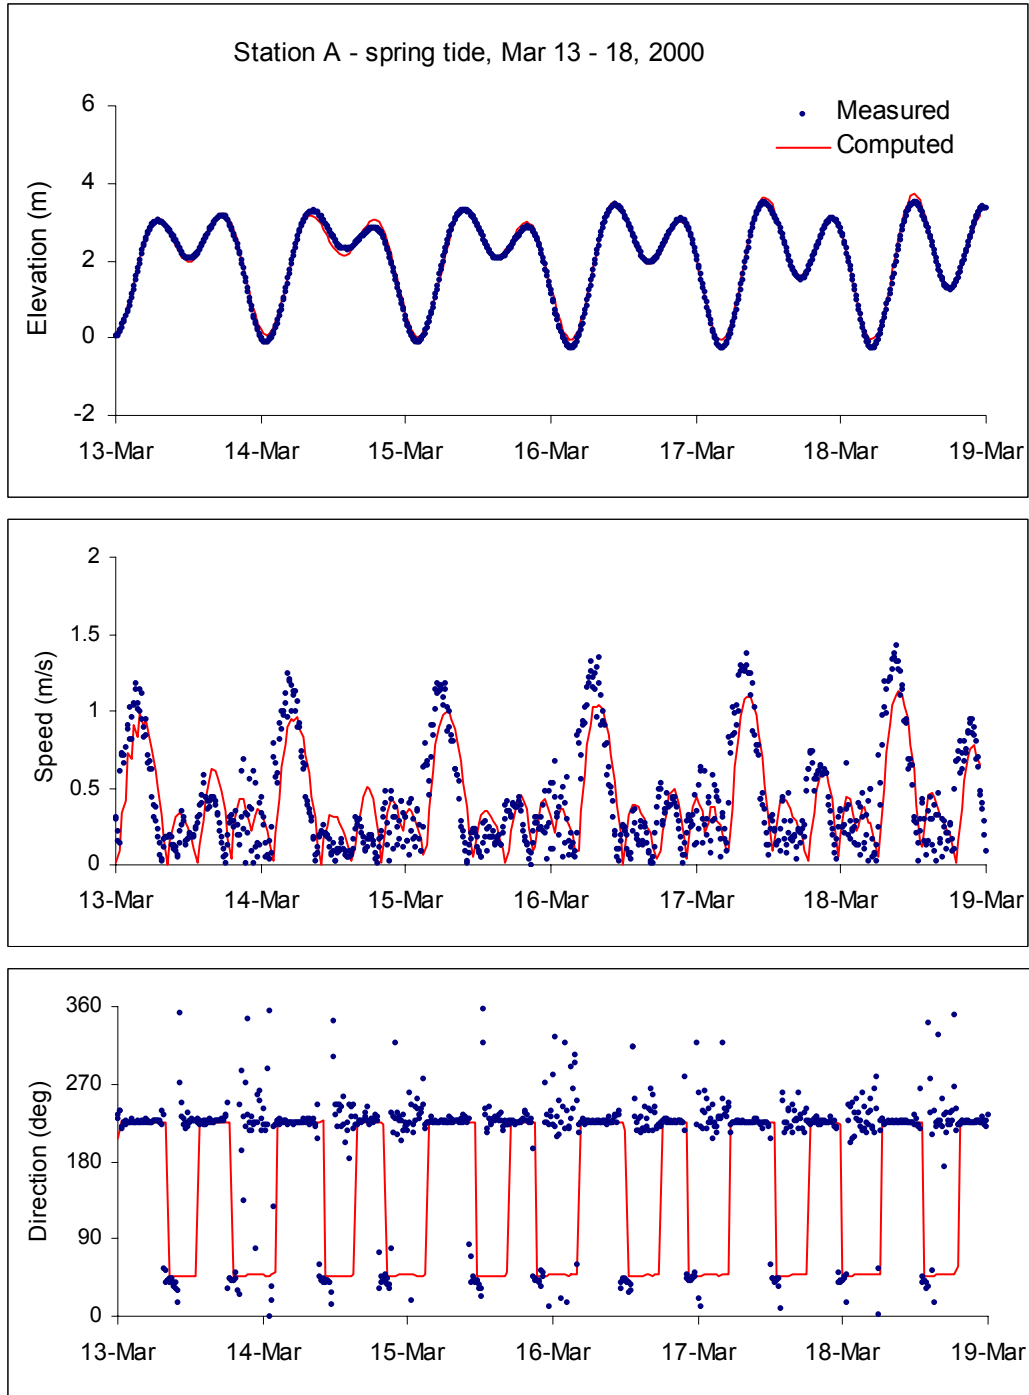 Station A - spring tide, Mar 13 - 18, 2000
Measured
Computed
Elevation (m)
6
4
2
0
-2
13-Mar 14-Mar 15-Mar 16-Mar 17-Mar 18-Mar 19-Mar
Speed (m/s)
2
1.5
1
0.5
0
13-Mar 14-Mar 15-Mar 16-Mar 17-Mar 18-Mar 19-Mar
Direction (deg)
360
270
180
90
0
13-Mar 14-Mar 15-Mar 16-Mar 17-Mar 18-Mar 19-Mar